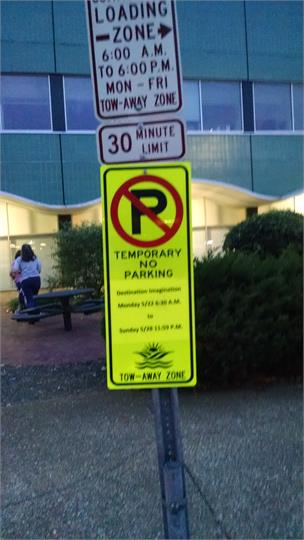 LOADING
ZONE
6:00 A.M.
TO 6:00 P.M.
MON - FRI
TOW-AWAY ZONE
30 MINUTE
LIMIT
P
TEMPORARY
NO
PARKING
Destination Imagination
Monday 5/22 6:30 A.M.
to
Sunday 5/28 11:59 P.M.
TOW-AWAY ZONE